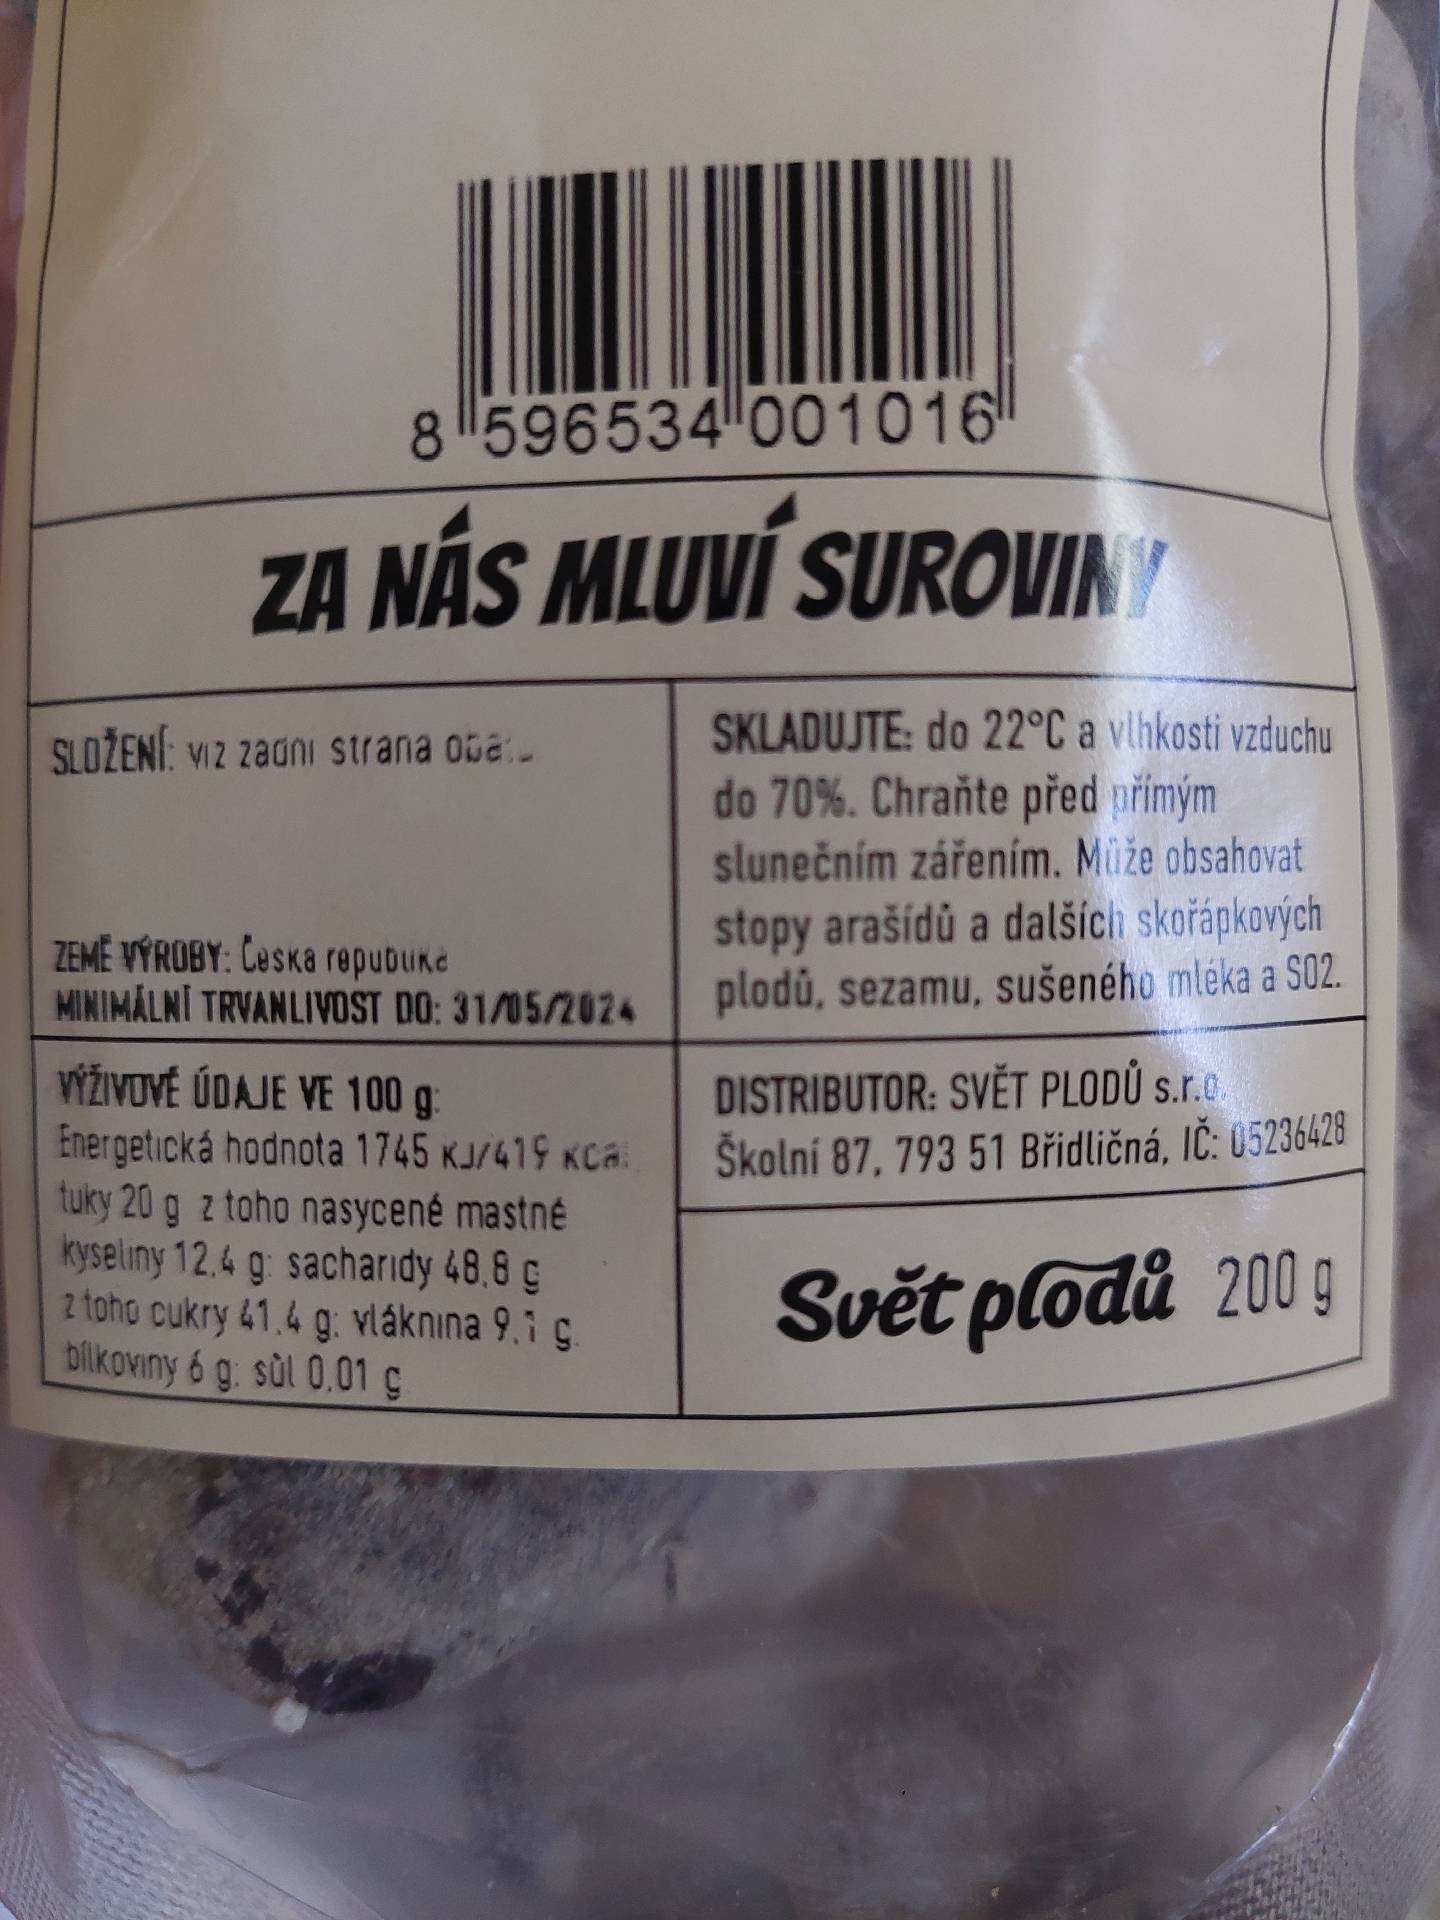 8 596534 001016
ZA NÁS MLUVÍ SUROVINY
SLOŽENÍ: viz zadní strana
ZEMĚ VÝROBY: Česká republika
MINIMÁLNÍ TRVANLIVOST DO: 31/05/2024
VÝŽIVOVÉ ÚDAJE VE 100 g:
Energetická hodnota 1745 KJ/419 kcal
tuky 20 g z toho nasycené mastné
kyseliny 12,4 g: sacharidy 48,8 g
z toho cukry 41,4 g: vláknina 9,1 g.
bílkoviny 6 g: sůl 0,01 g
SKLADUJTE: do 22°C a vlhkosti vzduchu
do 70%. Chraňte před přímým
slunečním zářením. Může obsahovat
stopy arašídů a dalších skořápkových
plodů, sezamu, sušeného mléka a SO2.
DISTRIBUTOR: SVĚT PLODŮ s.r.o.
Školní 87, 793 51 Břidličná, IČ: 05236428
Svět plodů 200 g